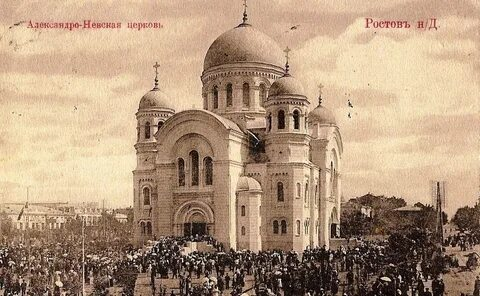 Александро-Невская церковь
Ростовъ н/Д.